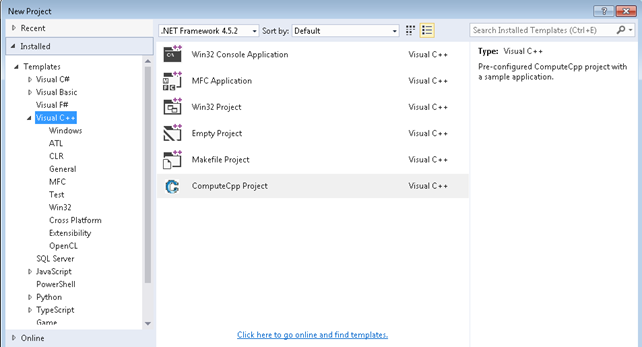 New Project
Recent
Installed
Templates
Visual C#
Visual Basic
Visual F#
Visual C++
Windows
ATL
CLR
General
MFC
Test
Win32
Cross Platform
Extensibility
OpenCL
SQL Server
JavaScript
PowerShell
Python
TypeScript
Game
Online
.NET Framework 4.5.2 Sort by: Default
Win32 Console Application Visual C++
MFC Application Visual C++
Win32 Project Visual C++
Empty Project Visual C++
Makefile Project Visual C++
ComputeCpp Project Visual C++
Click here to go online and find templates.
Search Installed Templates (Ctrl+E)
Type: Visual C++
Pre-configured ComputeCpp project with
a sample application.